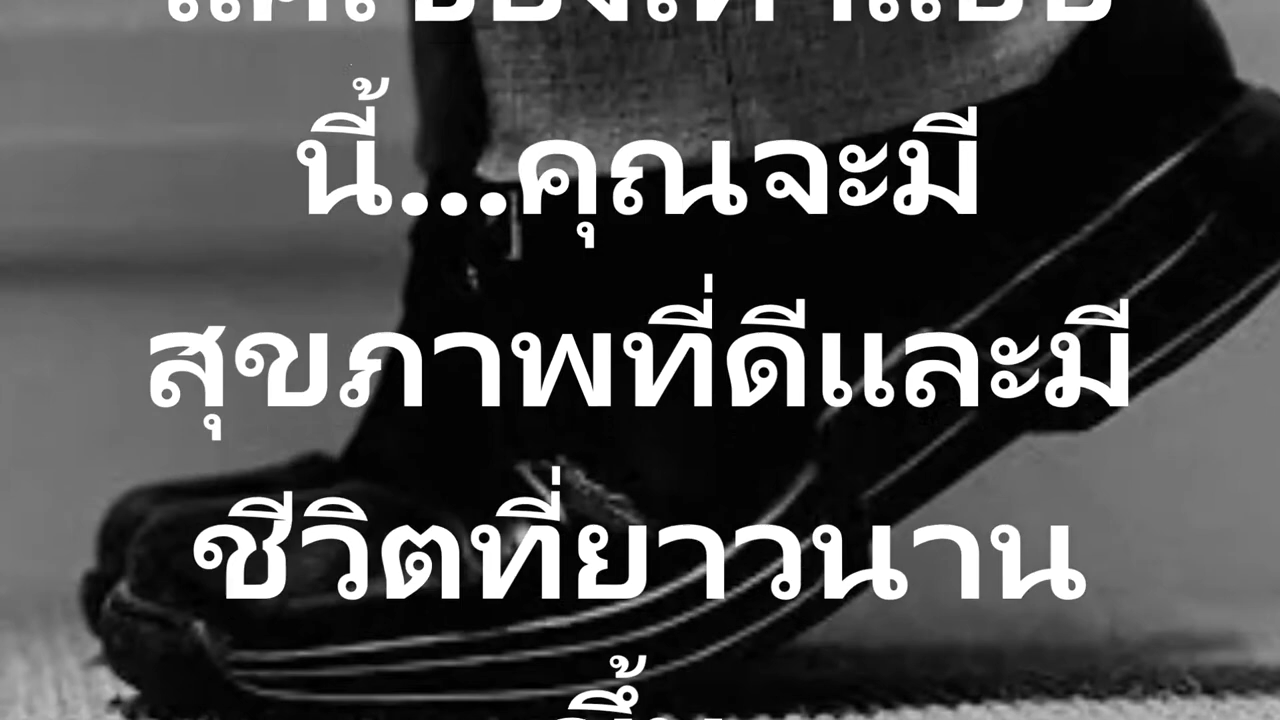 นี้...คุณจะมี
สุขภาพที่ดีและมี
ชีวิตที่ยาวนาน